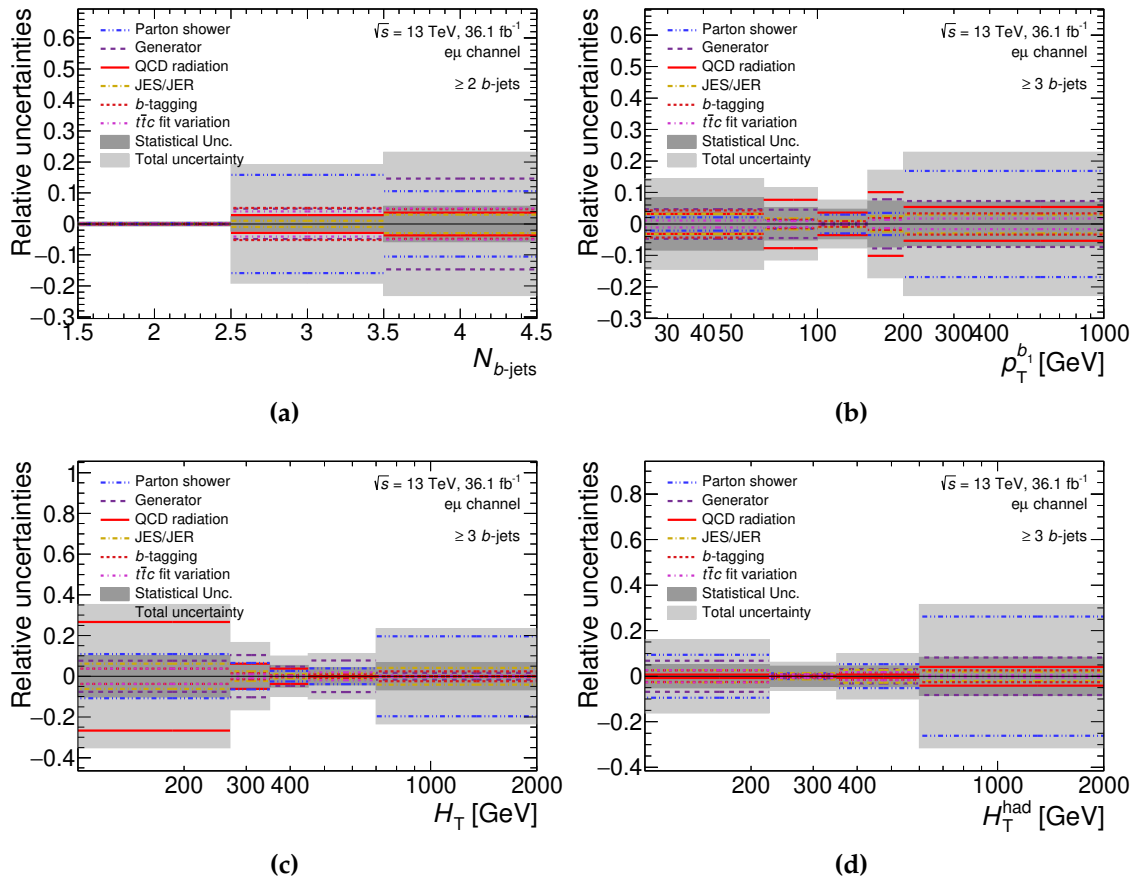 Relative uncertainties
0.6
0.5
0.4
0.3
0.2
0.1
0
−0.1
−0.2
−0.3
Parton shower
Generator
QCD radiation
JES/JER
b-tagging
tt̄c fit variation
Statistical Unc.
Total uncertainty
√s = 13 TeV, 36.1 fb⁻¹
eμ channel
≥ 2 b-jets
1.5 2 2.5 3 3.5 4 4.5
N b-jets
(a)
Relative uncertainties
0.6
0.5
0.4
0.3
0.2
0.1
0
−0.1
−0.2
−0.3
Parton shower
Generator
QCD radiation
JES/JER
b-tagging
tt̄c fit variation
Statistical Unc.
Total uncertainty
√s = 13 TeV, 36.1 fb⁻¹
eμ channel
≥ 3 b-jets
30 40 50 100 200 300 400 1000
p_T^{b₁} [GeV]
(b)
Relative uncertainties
1
0.8
0.6
0.4
0.2
0
−0.2
−0.4
Parton shower
Generator
QCD radiation
JES/JER
b-tagging
tt̄c fit variation
Statistical Unc.
Total uncertainty
√s = 13 TeV, 36.1 fb⁻¹
eμ channel
≥ 3 b-jets
200 300 400 1000 2000
H_T [GeV]
(c)
Relative uncertainties
0.8
0.6
0.4
0.2
0
−0.2
−0.4
Parton shower
Generator
QCD radiation
JES/JER
b-tagging
tt̄c fit variation
Statistical Unc.
Total uncertainty
√s = 13 TeV, 36.1 fb⁻¹
eμ channel
≥ 3 b-jets
200 300 400 1000 2000
H_T^{had} [GeV]
(d)